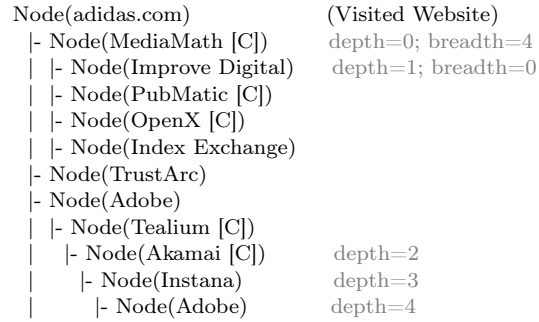 Node(adidas.com) (Visited Website)
|- Node(MediaMath [C]) depth=0; breadth=4
| |- Node(Improve Digital) depth=1; breadth=0
| |- Node(PubMatic [C])
| |- Node(OpenX [C])
| |- Node(Index Exchange)
|- Node(TrustArc)
|- Node(Adobe)
| |- Node(Tealium [C])
| |- Node(Akamai [C]) depth=2
| |- Node(Instana) depth=3
| |- Node(Adobe) depth=4